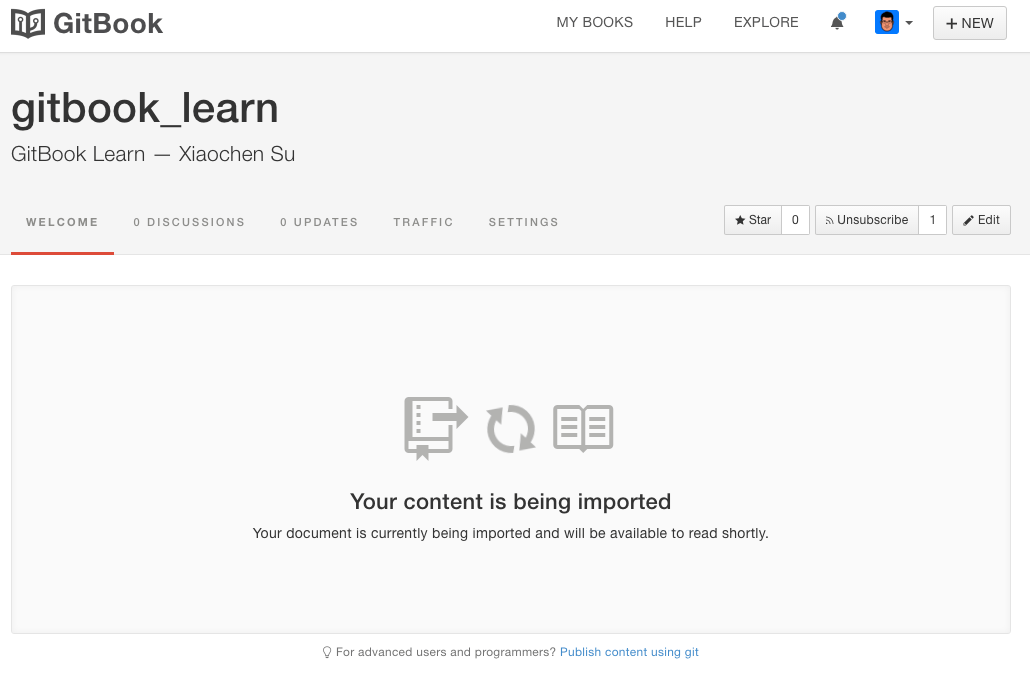 GitBook MY BOOKS HELP EXPLORE NEW
gitbook_learn
GitBook Learn — Xiaochen Su
WELCOME 0 DISCUSSIONS 0 UPDATES TRAFFIC SETTINGS Star 0 Unsubscribe 1 Edit
Your content is being imported
Your document is currently being imported and will be available to read shortly.
For advanced users and programmers? Publish content using git